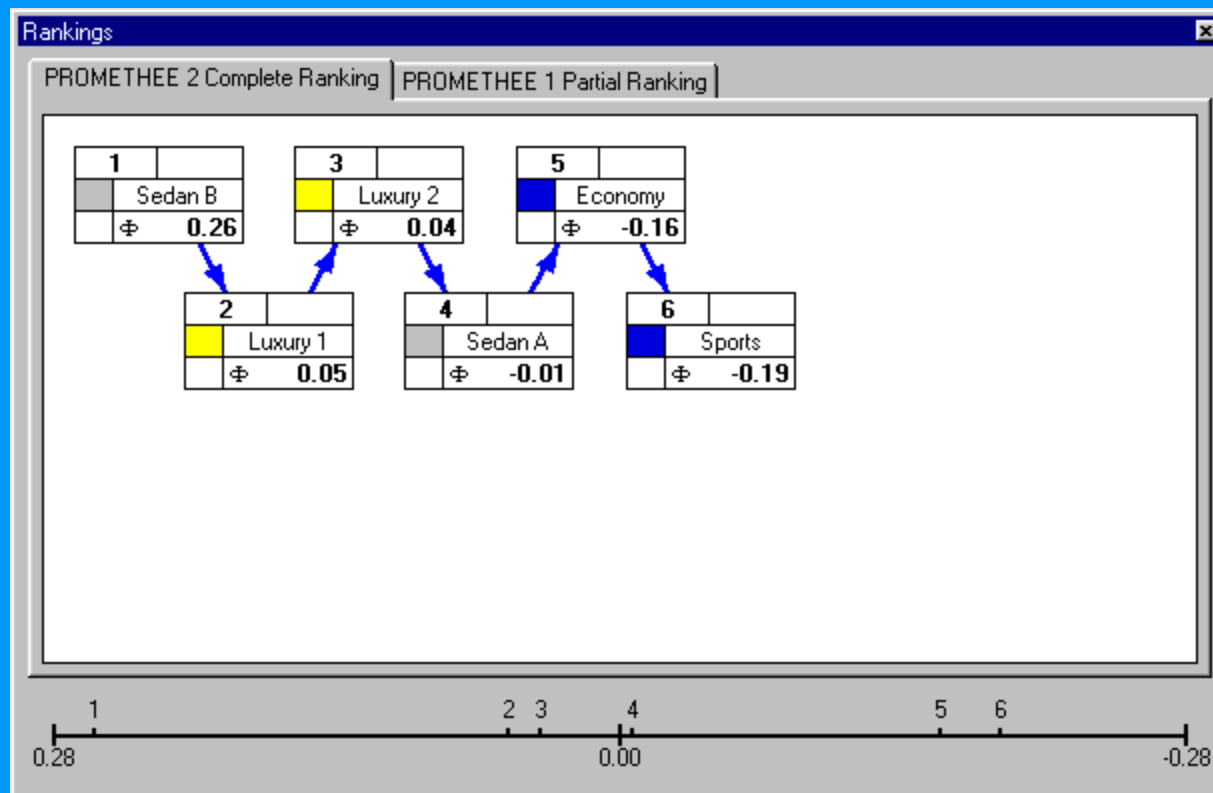 Rankings
PROMETHEE 2 Complete Ranking
PROMETHEE 1 Partial Ranking
1
Sedan B
Φ 0.26
3
Luxury 2
Φ 0.04
5
Economy
Φ -0.16
2
Luxury 1
Φ 0.05
4
Sedan A
Φ -0.01
6
Sports
Φ -0.19
1 2 3 4 5 6
0.28 0.00 -0.28